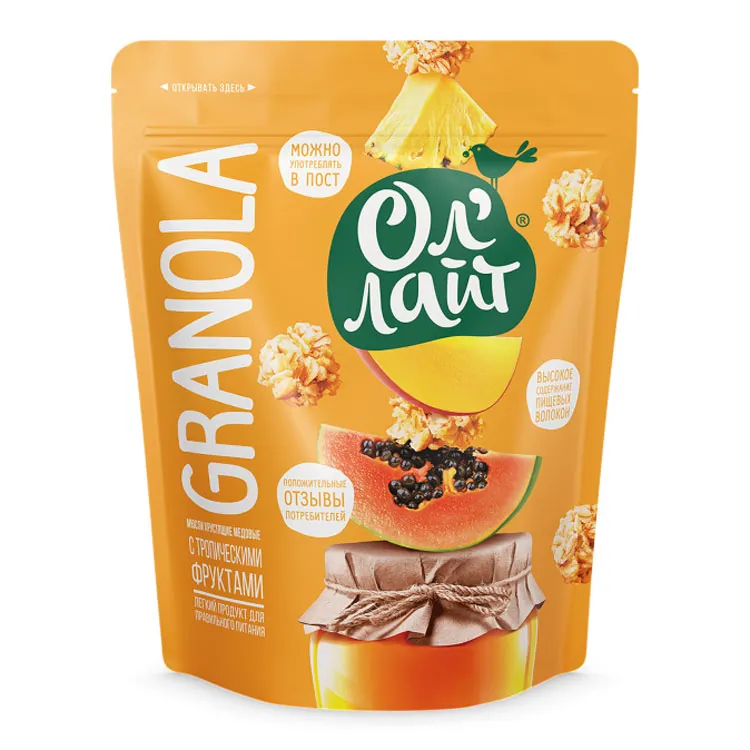 ОТКРЫВАТЬ ЗДЕСЬ
МОЖНО
УПОТРЕБЛЯТЬ
В ПОСТ
Ол'
лайт
®
GRANOLA
ВЫСОКОЕ
СОДЕРЖАНИЕ
ПИЩЕВЫХ
ВОЛОКОН
ПОЛОЖИТЕЛЬНЫЕ
ОТЗЫВЫ
ПОТРЕБИТЕЛЕЙ
МЮСЛИ ХРУСТЯЩИЕ МЕДОВЫЕ
С ТРОПИЧЕСКИМИ
ФРУКТАМИ
ЛЕГКИЙ ПРОДУКТ ДЛЯ
ПРАВИЛЬНОГО ПИТАНИЯ